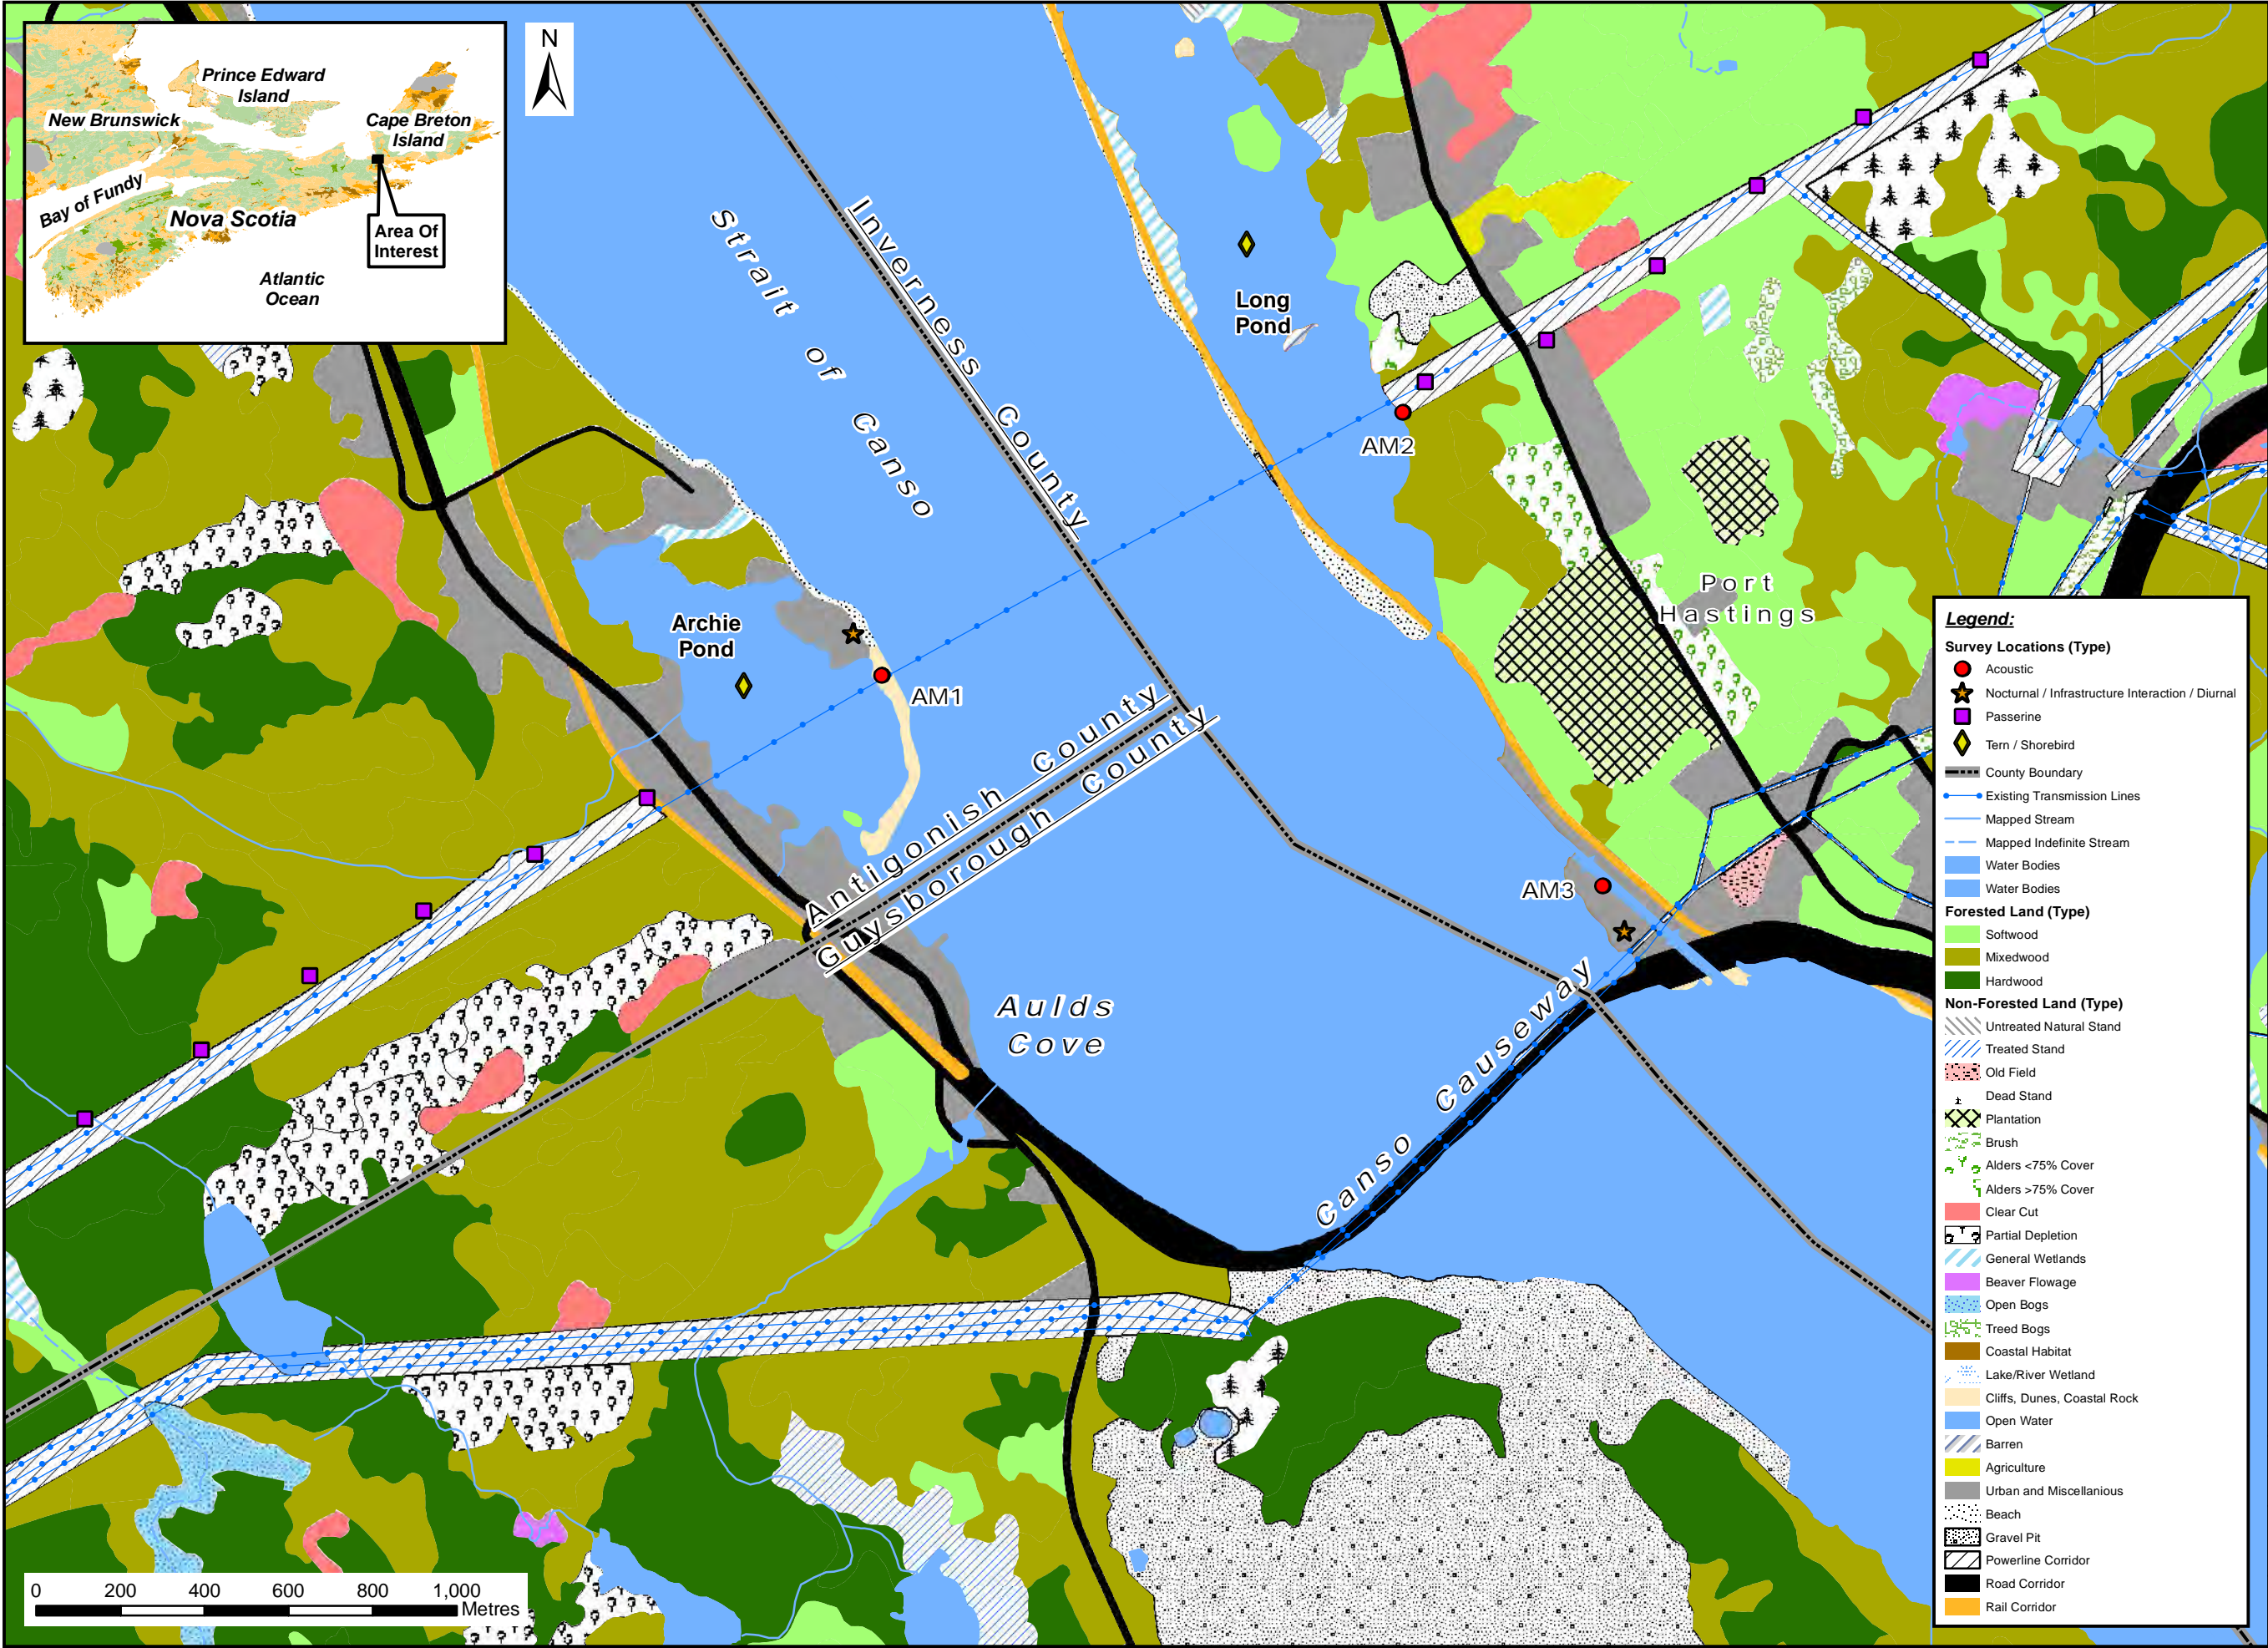 Prince Edward
Island
New Brunswick
Cape Breton
Island
Bay of Fundy
Nova Scotia
Area Of
Interest
Atlantic
Ocean
N
Strait of Canso
Inverness County
Long
Pond
AM2
Port
Hastings
Archie
Pond
AM1
Antigonish County
Guysborough County
AM3
Aulds
Cove
Canso Causeway
0 200 400 600 800 1,000
Metres
Legend:
Survey Locations (Type)
Acoustic
Nocturnal / Infrastructure Interaction / Diurnal
Passerine
Tern / Shorebird
County Boundary
Existing Transmission Lines
Mapped Stream
Mapped Indefinite Stream
Water Bodies
Water Bodies
Forested Land (Type)
Softwood
Mixedwood
Hardwood
Non-Forested Land (Type)
Untreated Natural Stand
Treated Stand
Old Field
Dead Stand
Plantation
Brush
Alders <75% Cover
Alders >75% Cover
Clear Cut
Partial Depletion
General Wetlands
Beaver Flowage
Open Bogs
Treed Bogs
Coastal Habitat
Lake/River Wetland
Cliffs, Dunes, Coastal Rock
Open Water
Barren
Agriculture
Urban and Miscellanious
Beach
Gravel Pit
Powerline Corridor
Road Corridor
Rail Corridor